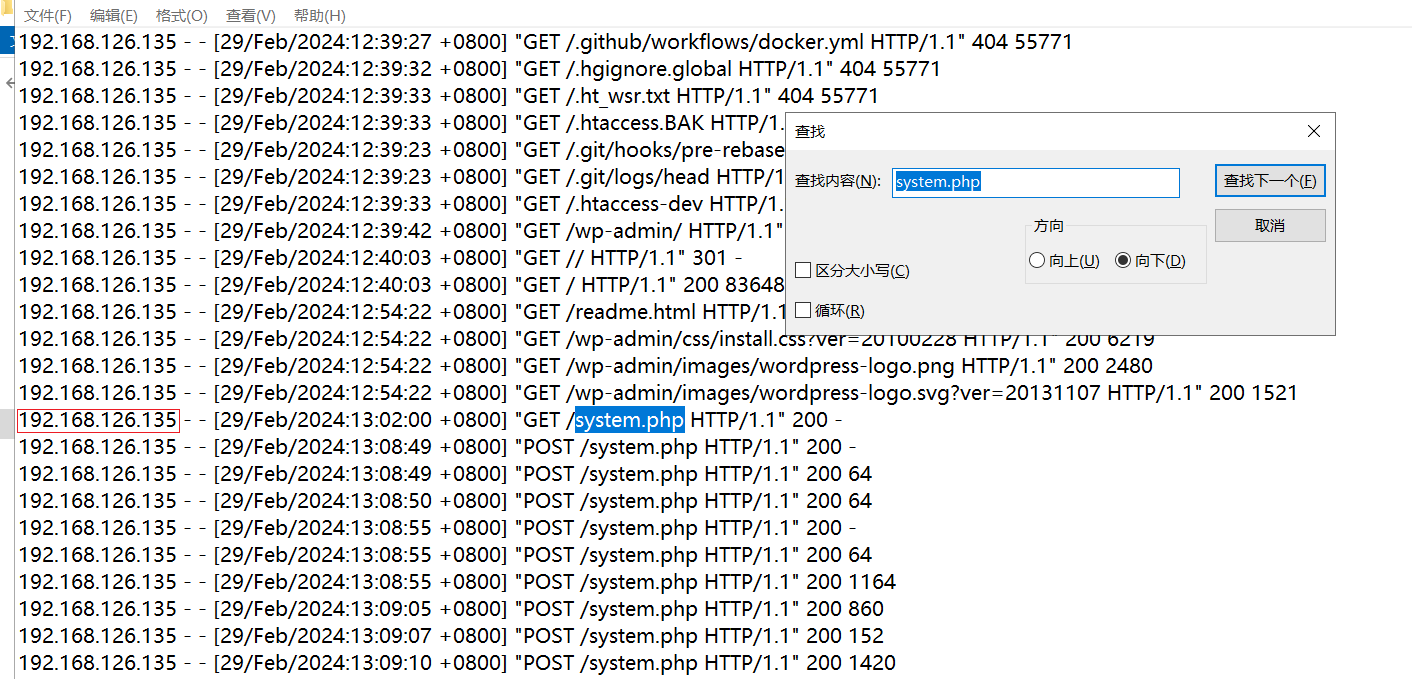 文件(F) 编辑(E) 格式(O) 查看(V) 帮助(H)
192.168.126.135 - - [29/Feb/2024:12:39:27 +0800] "GET /.github/workflows/docker.yml HTTP/1.1" 404 55771
192.168.126.135 - - [29/Feb/2024:12:39:32 +0800] "GET /.hgignore.global HTTP/1.1" 404 55771
192.168.126.135 - - [29/Feb/2024:12:39:33 +0800] "GET /.ht_wsr.txt HTTP/1.1" 404 55771
192.168.126.135 - - [29/Feb/2024:12:39:33 +0800] "GET /.htaccess.BAK HTTP/1.
192.168.126.135 - - [29/Feb/2024:12:39:23 +0800] "GET /.git/hooks/pre-rebase
192.168.126.135 - - [29/Feb/2024:12:39:23 +0800] "GET /.git/logs/head HTTP/1
192.168.126.135 - - [29/Feb/2024:12:39:33 +0800] "GET /.htaccess-dev HTTP/1.
192.168.126.135 - - [29/Feb/2024:12:39:42 +0800] "GET /wp-admin/ HTTP/1.1"
192.168.126.135 - - [29/Feb/2024:12:40:03 +0800] "GET // HTTP/1.1" 301 -
192.168.126.135 - - [29/Feb/2024:12:40:03 +0800] "GET / HTTP/1.1" 200 83648
192.168.126.135 - - [29/Feb/2024:12:54:22 +0800] "GET /readme.html HTTP/1.1
192.168.126.135 - - [29/Feb/2024:12:54:22 +0800] "GET /wp-admin/css/install.css?ver=20100228 HTTP/1.1" 200 6219
192.168.126.135 - - [29/Feb/2024:12:54:22 +0800] "GET /wp-admin/images/wordpress-logo.png HTTP/1.1" 200 2480
192.168.126.135 - - [29/Feb/2024:12:54:22 +0800] "GET /wp-admin/images/wordpress-logo.svg?ver=20131107 HTTP/1.1" 200 1521
192.168.126.135 - - [29/Feb/2024:13:02:00 +0800] "GET /system.php HTTP/1.1" 200 -
192.168.126.135 - - [29/Feb/2024:13:08:49 +0800] "POST /system.php HTTP/1.1" 200 -
192.168.126.135 - - [29/Feb/2024:13:08:49 +0800] "POST /system.php HTTP/1.1" 200 64
192.168.126.135 - - [29/Feb/2024:13:08:50 +0800] "POST /system.php HTTP/1.1" 200 64
192.168.126.135 - - [29/Feb/2024:13:08:55 +0800] "POST /system.php HTTP/1.1" 200 -
192.168.126.135 - - [29/Feb/2024:13:08:55 +0800] "POST /system.php HTTP/1.1" 200 64
192.168.126.135 - - [29/Feb/2024:13:08:55 +0800] "POST /system.php HTTP/1.1" 200 1164
192.168.126.135 - - [29/Feb/2024:13:09:05 +0800] "POST /system.php HTTP/1.1" 200 860
192.168.126.135 - - [29/Feb/2024:13:09:07 +0800] "POST /system.php HTTP/1.1" 200 152
192.168.126.135 - - [29/Feb/2024:13:09:10 +0800] "POST /system.php HTTP/1.1" 200 1420
查找
查找内容(N): system.php 查找下一个(F)
取消
方向
向上(U) 向下(D)
区分大小写(C)
循环(R)